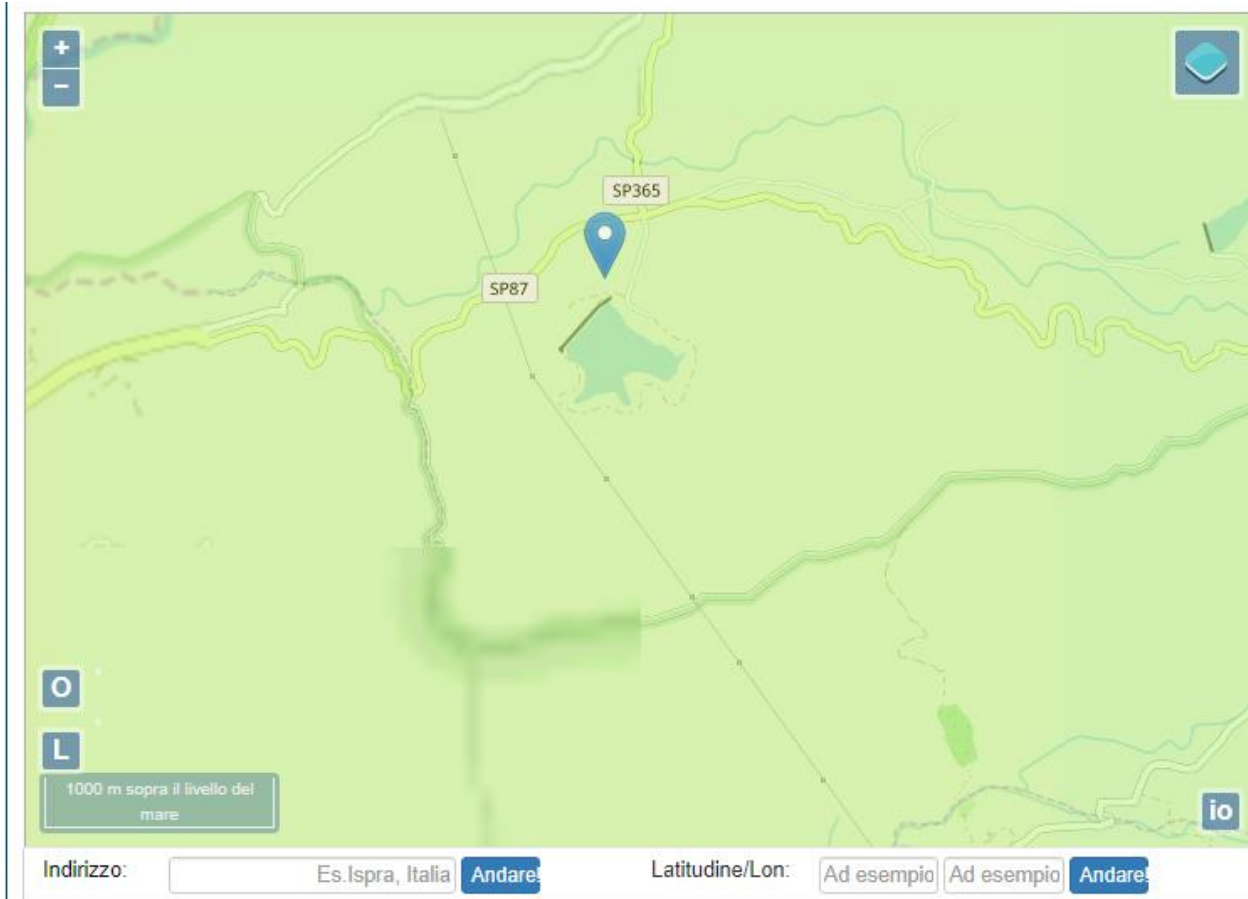 +
−
SP365
SP87
O
L
1000 m sopra il livello del
mare
io
Indirizzo: Es.Ispra, Italia Andare! Latitudine/Lon: Ad esempio Ad esempio Andare!